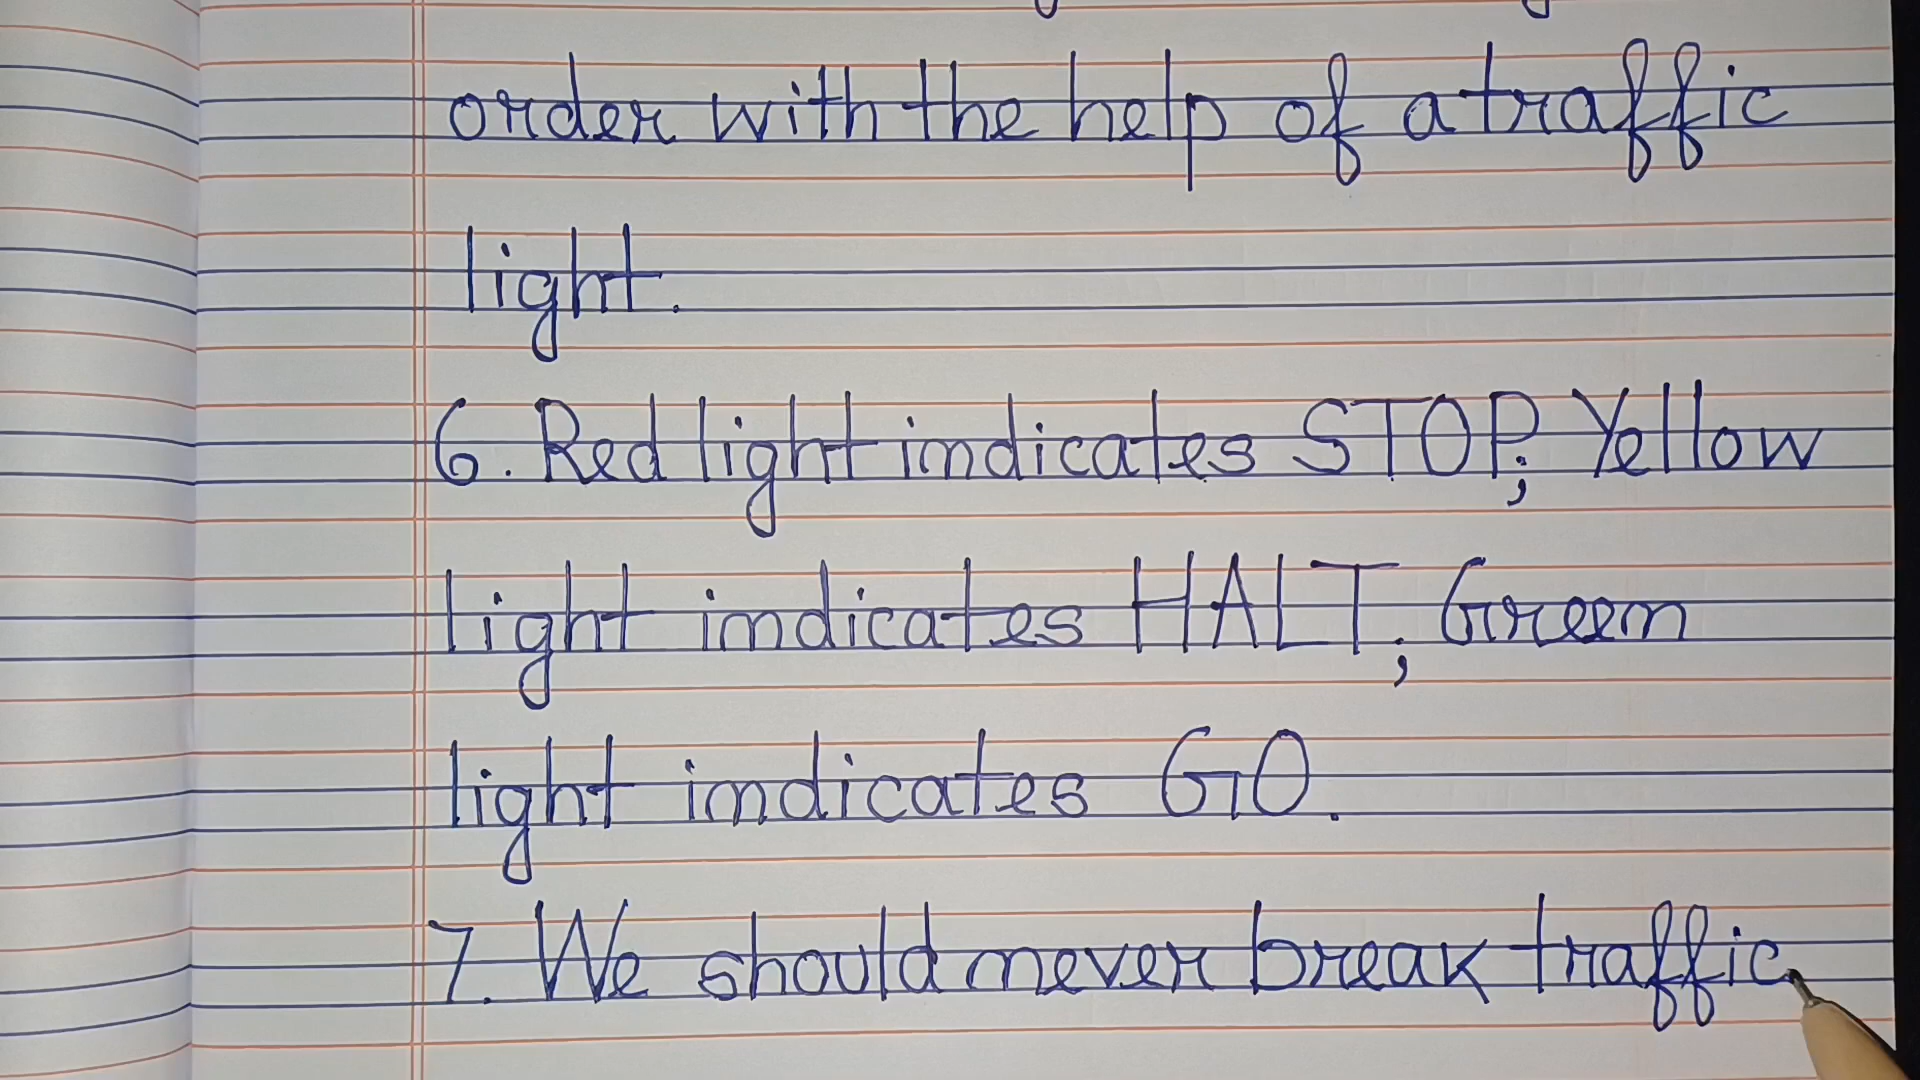 order with the help of a traffic
light.
6. Red light indicates STOP; Yellow
light indicates HALT; Green
light indicates GO.
7. We should never break traffic